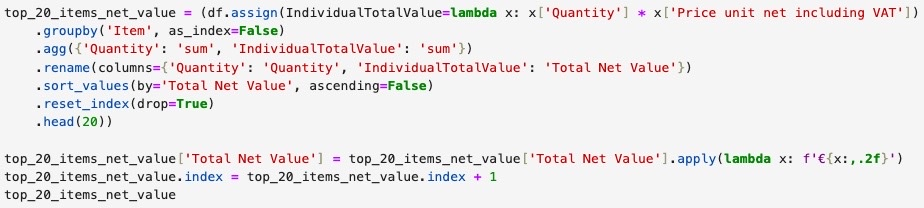 top_20_items_net_value = (df.assign(IndividualTotalValue=lambda x: x['Quantity'] * x['Price unit net including VAT'])
    .groupby('Item', as_index=False)
    .agg({'Quantity': 'sum', 'IndividualTotalValue': 'sum'})
    .rename(columns={'Quantity': 'Quantity', 'IndividualTotalValue': 'Total Net Value'})
    .sort_values(by='Total Net Value', ascending=False)
    .reset_index(drop=True)
    .head(20))

top_20_items_net_value['Total Net Value'] = top_20_items_net_value['Total Net Value'].apply(lambda x: f'€{x:,.2f}')
top_20_items_net_value.index = top_20_items_net_value.index + 1
top_20_items_net_value